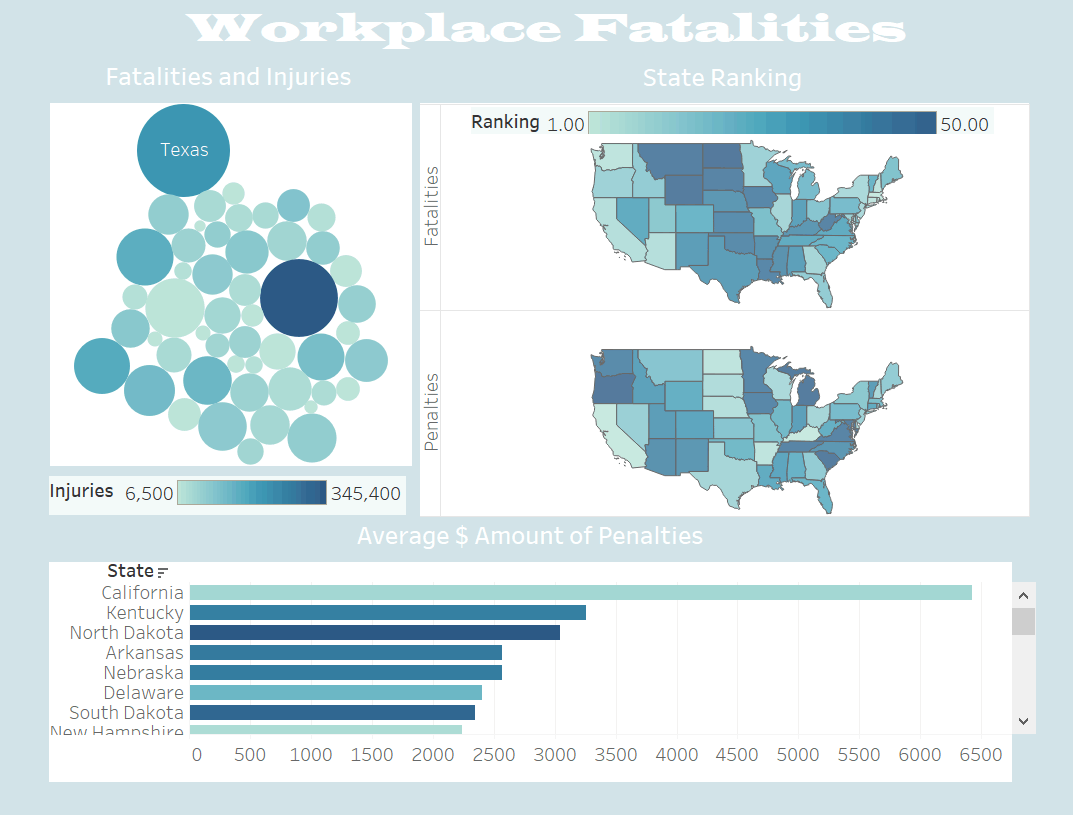 Workplace Fatalities
Fatalities and Injuries
State Ranking
Texas
Injuries 6,500 345,400
Ranking 1.00 50.00
Fatalities
Penalties
Average $ Amount of Penalties
State
California
Kentucky
North Dakota
Arkansas
Nebraska
Delaware
South Dakota
New Hampshire
0 500 1000 1500 2000 2500 3000 3500 4000 4500 5000 5500 6000 6500